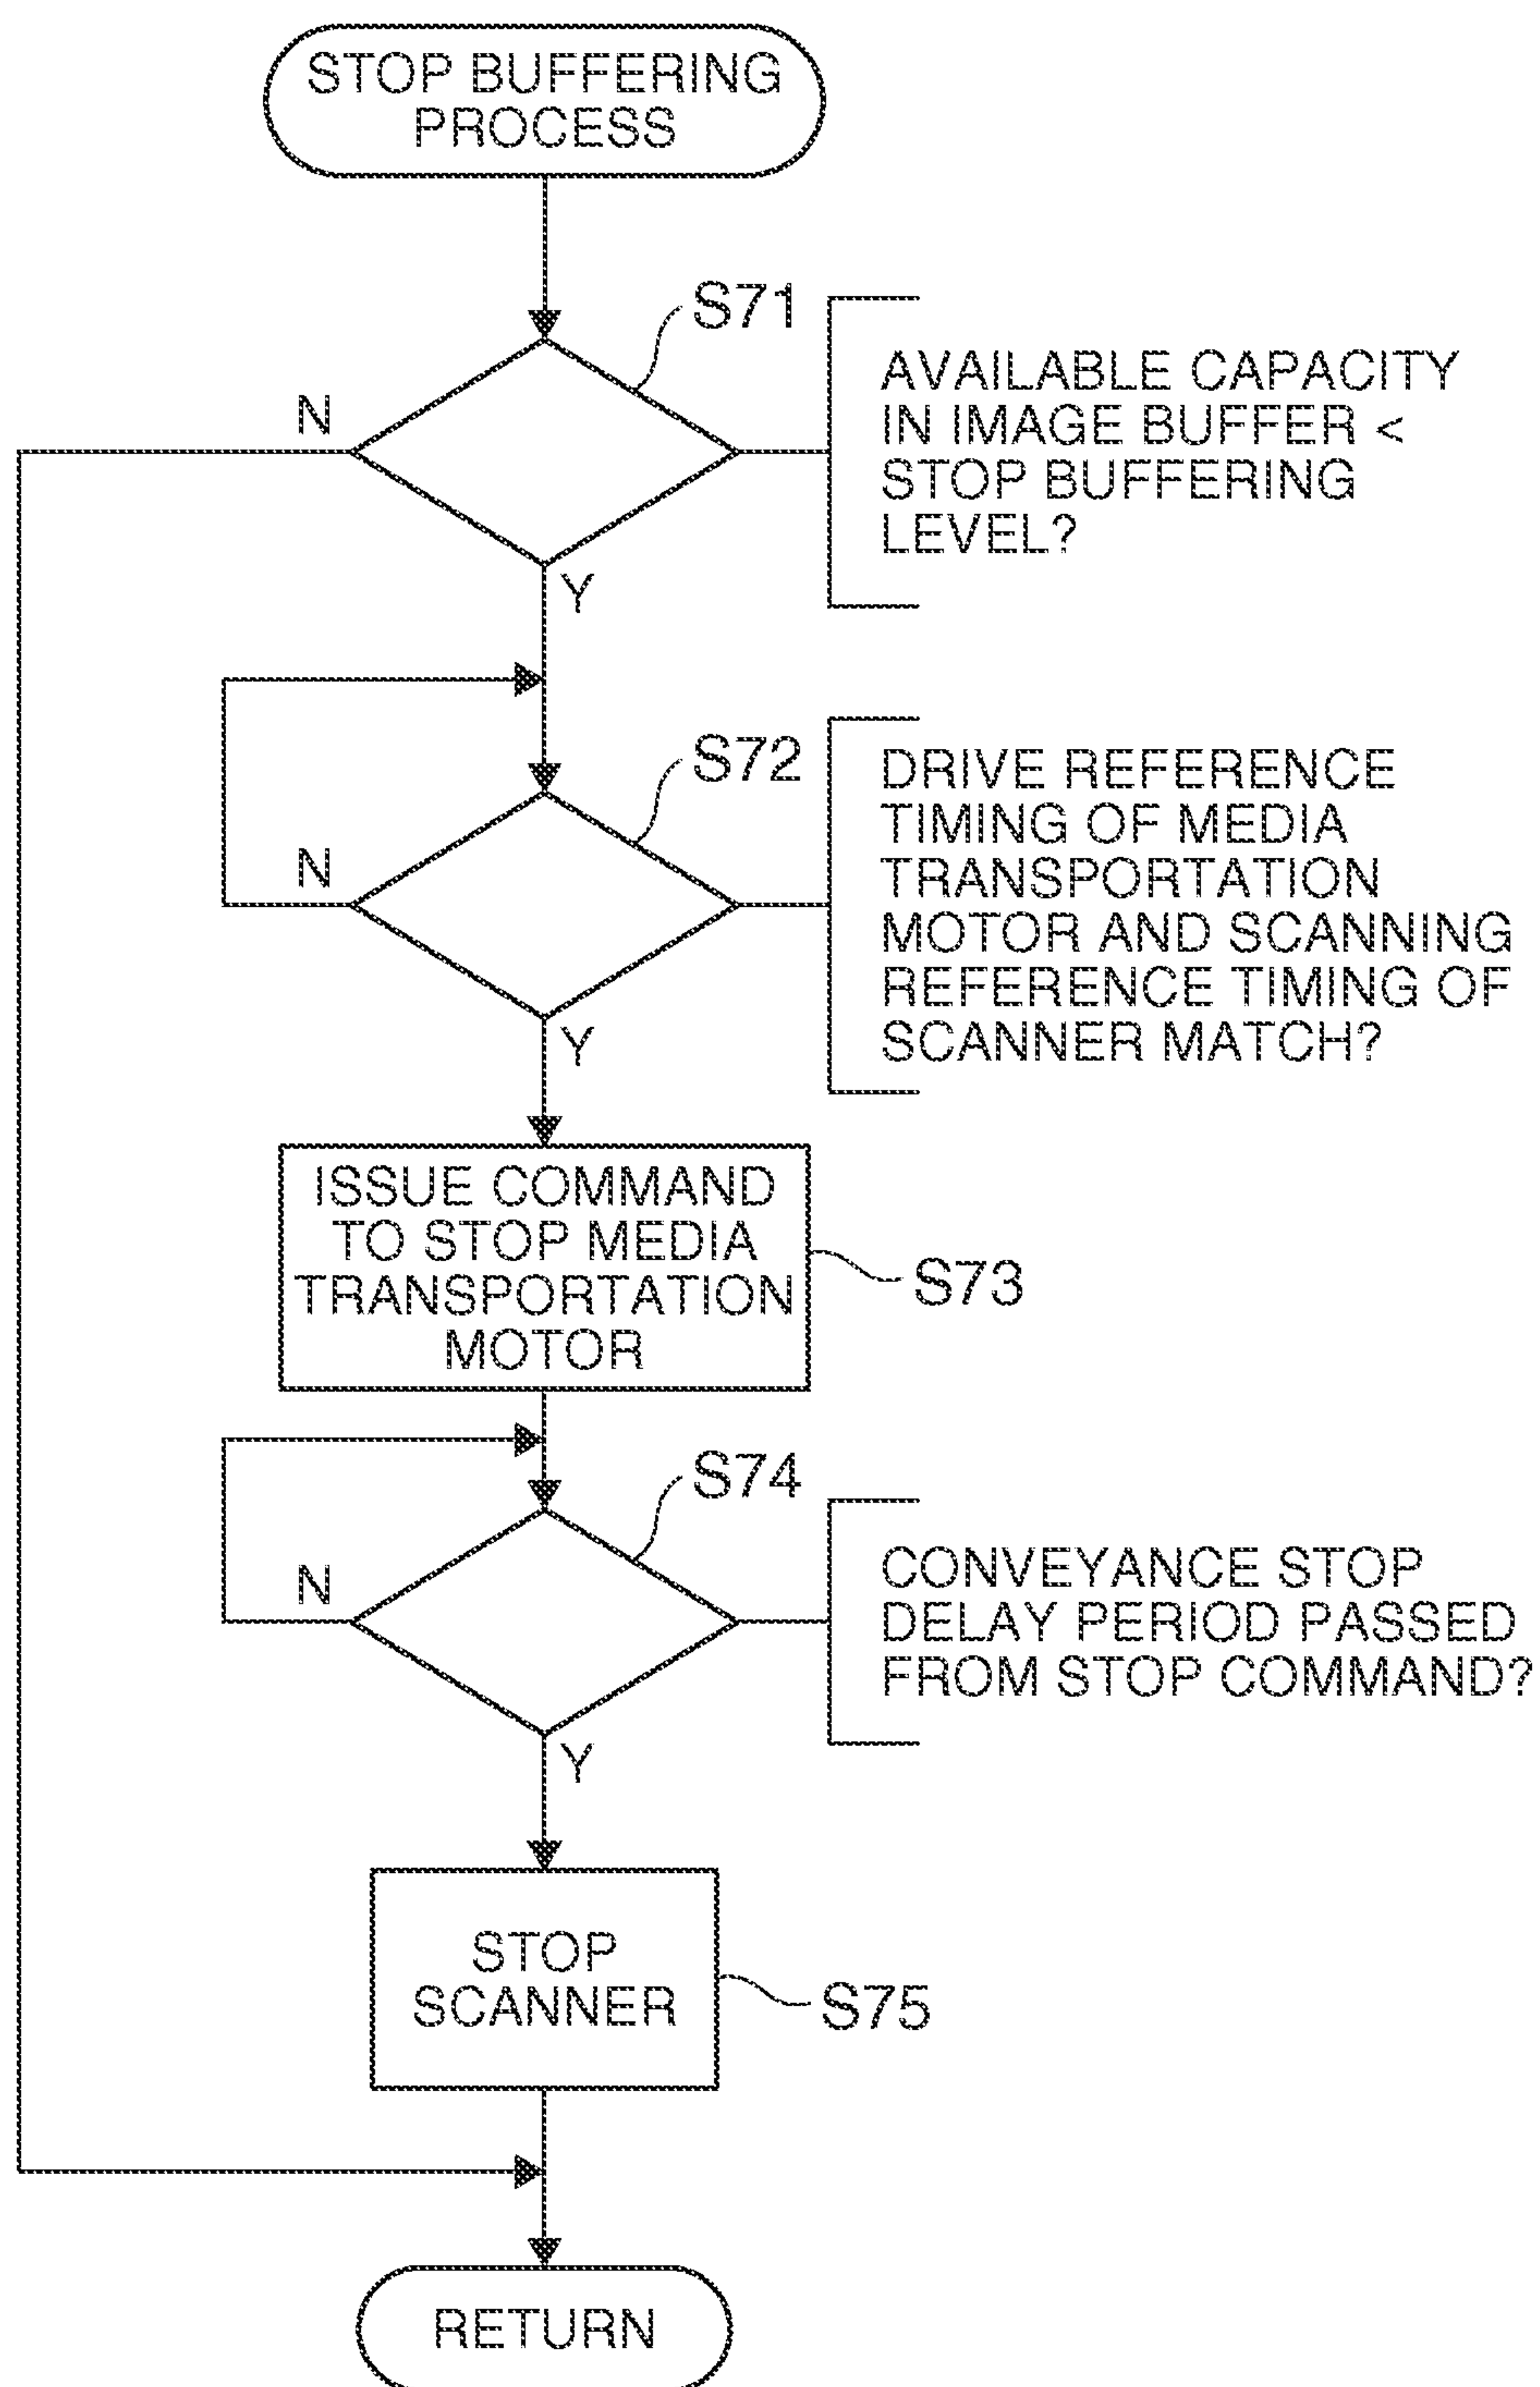 STOP BUFFERING
PROCESS
S71
AVAILABLE CAPACITY
IN IMAGE BUFFER <
STOP BUFFERING
LEVEL?
N
Y
S72
DRIVE REFERENCE
TIMING OF MEDIA
TRANSPORTATION
MOTOR AND SCANNING
REFERENCE TIMING OF
SCANNER MATCH?
N
Y
ISSUE COMMAND
TO STOP MEDIA
TRANSPORTATION
MOTOR
S73
S74
CONVEYANCE STOP
DELAY PERIOD PASSED
FROM STOP COMMAND?
N
Y
STOP
SCANNER
S75
RETURN